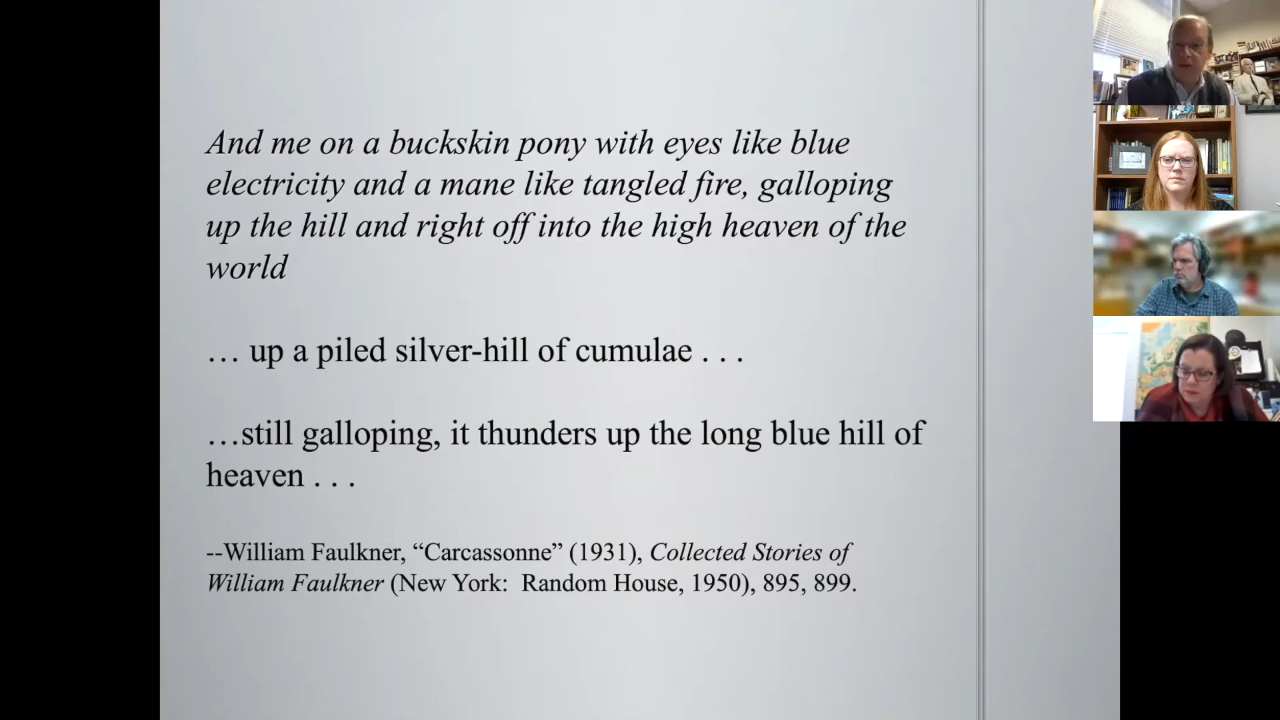 And me on a buckskin pony with eyes like blue
electricity and a mane like tangled fire, galloping
up the hill and right off into the high heaven of the
world
… up a piled silver-hill of cumulae . . .
…still galloping, it thunders up the long blue hill of
heaven . . .
--William Faulkner, “Carcassonne” (1931), Collected Stories of
William Faulkner (New York:  Random House, 1950), 895, 899.